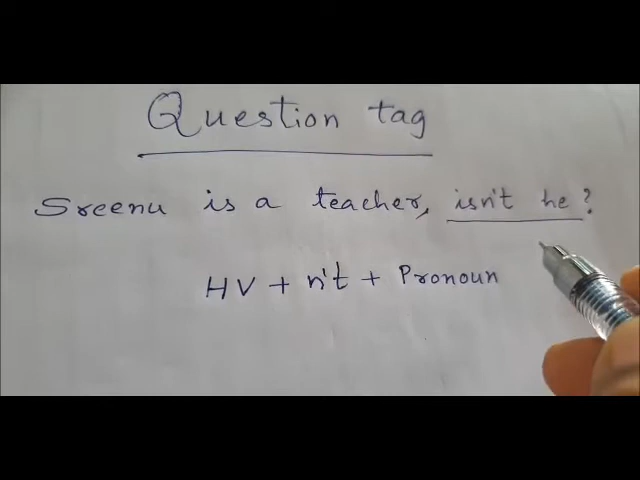 Question tag
Sreenu is a teacher, isn't he?
HV + n't + Pronoun